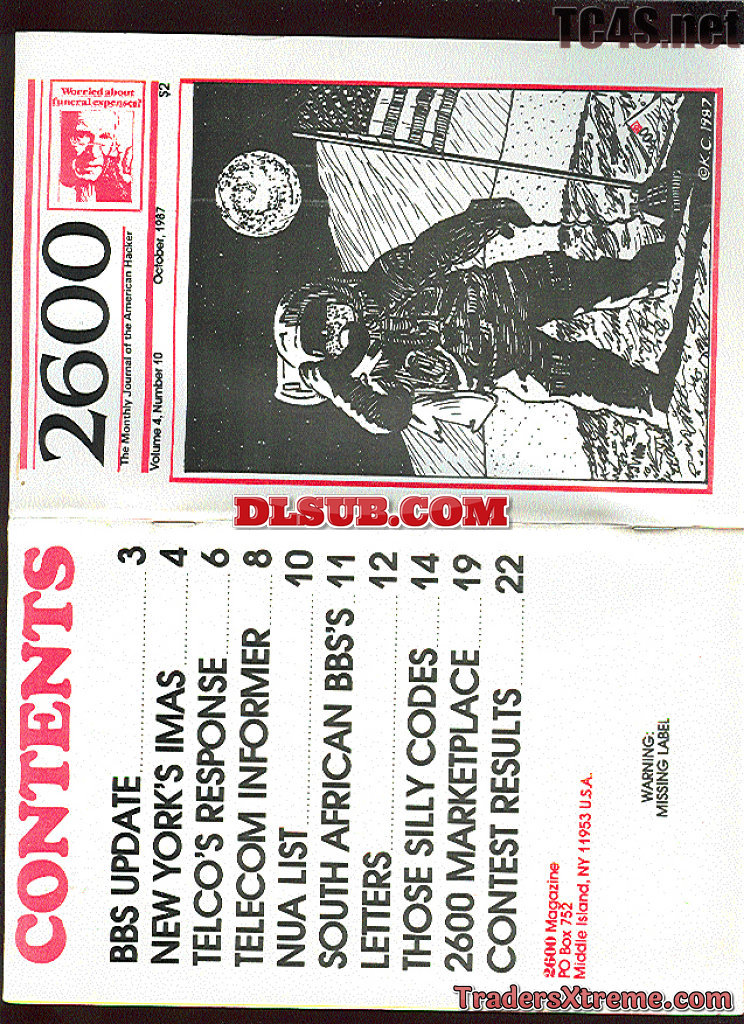 TC4S.net
Worried about
funeral expenses?
$2
2600
The Monthly Journal of the American Hacker
Volume 4, Number 10
October, 1987
©K.C. 1987
DLSUB.COM
CONTENTS
BBS UPDATE 3
NEW YORK'S IMAS 4
TELCO'S RESPONSE 6
TELECOM INFORMER 8
NUA LIST 10
SOUTH AFRICAN BBS'S 11
LETTERS 12
THOSE SILLY CODES 14
2600 MARKETPLACE 19
CONTEST RESULTS 22
2600 Magazine
PO Box 752
Middle Island, NY 11953 U.S.A.
WARNING:
MISSING LABEL
TradersXtreme.com